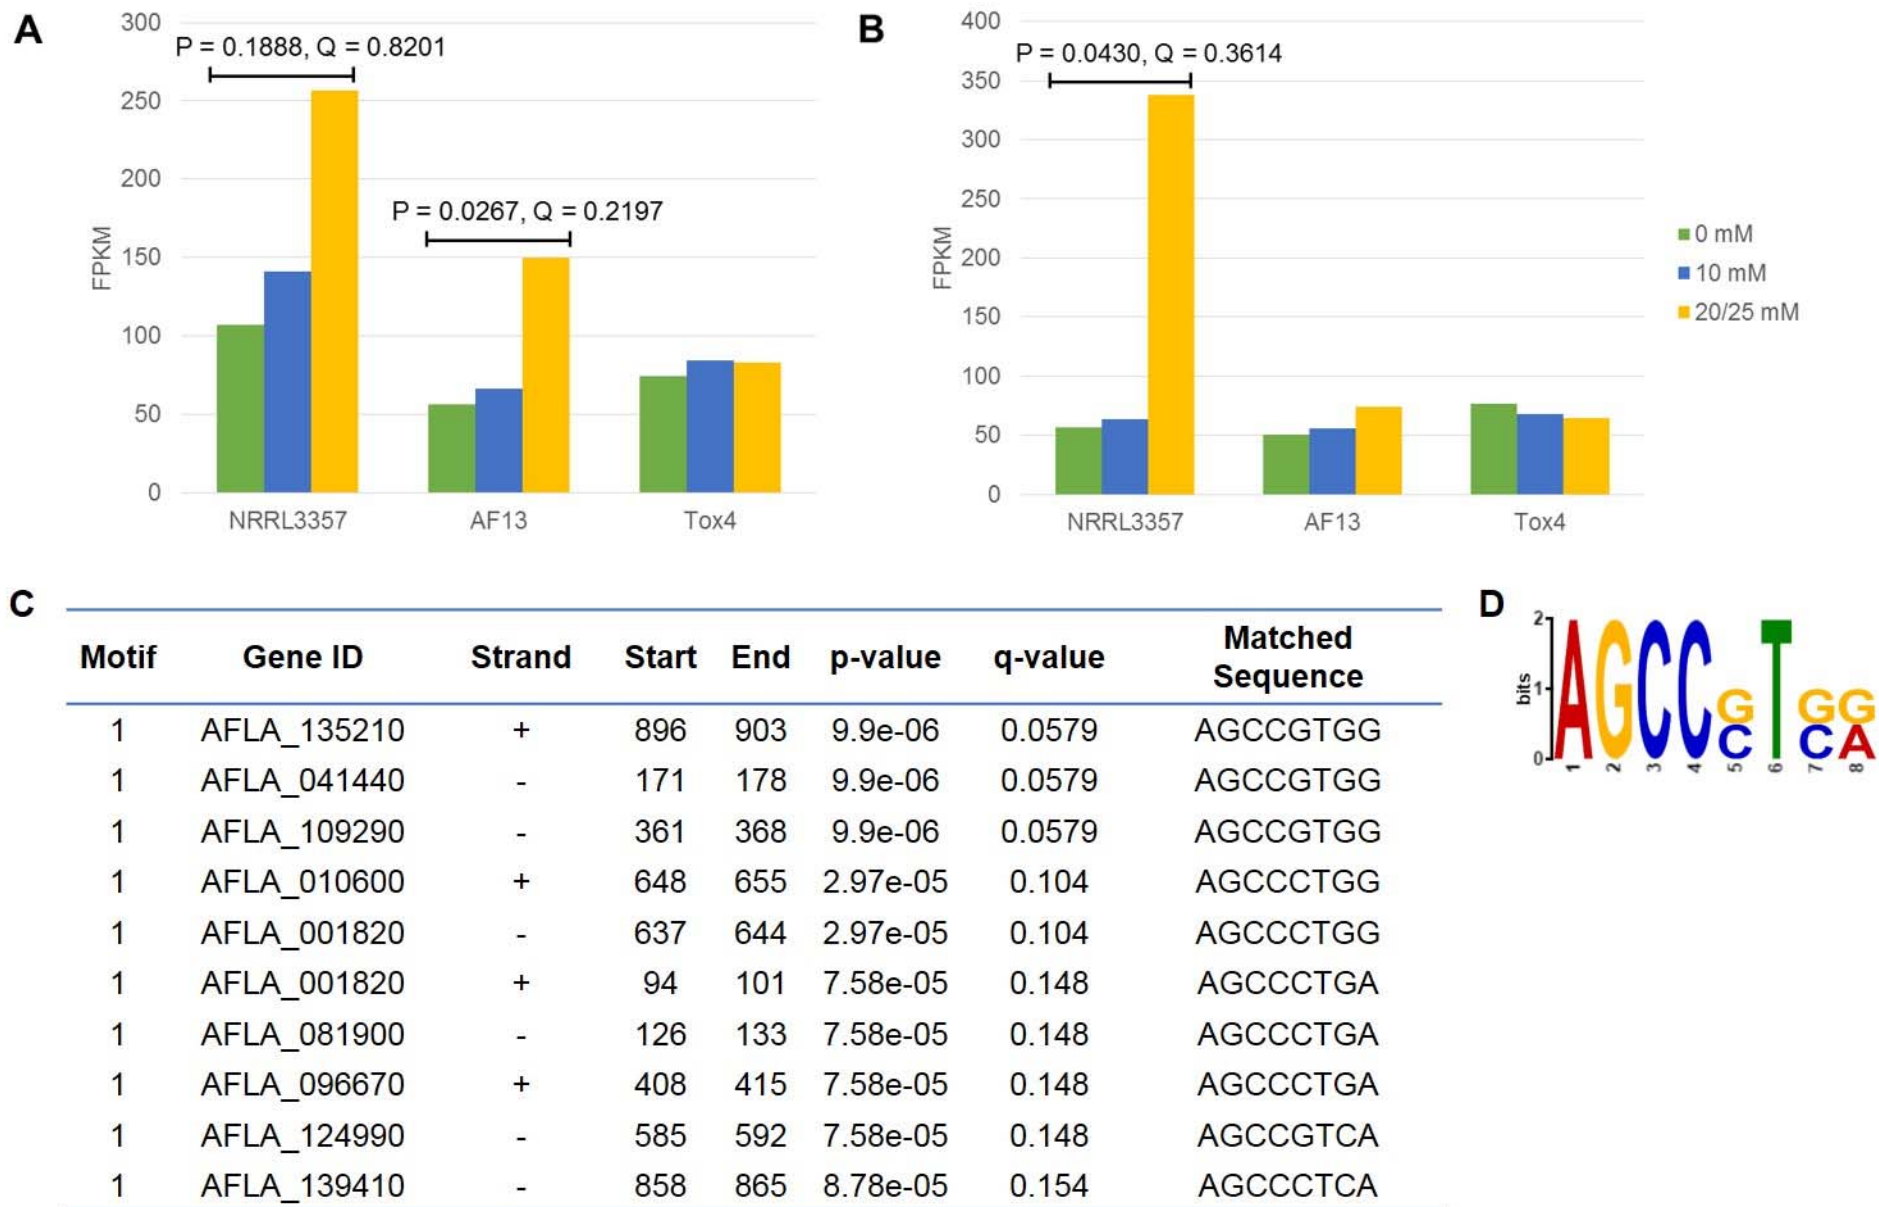 A
300
P = 0.1888, Q = 0.8201
250
200
P = 0.0267, Q = 0.2197
150
100
50
0
FPKM
NRRL3357 AF13 Tox4
B
400
P = 0.0430, Q = 0.3614
350
300
250
200
150
100
50
0
FPKM
NRRL3357 AF13 Tox4
0 mM
10 mM
20/25 mM
C
Motif Gene ID Strand Start End p-value q-value Matched Sequence
1 AFLA_135210 + 896 903 9.9e-06 0.0579 AGCCGTGG
1 AFLA_041440 - 171 178 9.9e-06 0.0579 AGCCGTGG
1 AFLA_109290 - 361 368 9.9e-06 0.0579 AGCCGTGG
1 AFLA_010600 + 648 655 2.97e-05 0.104 AGCCCTGG
1 AFLA_001820 - 637 644 2.97e-05 0.104 AGCCCTGG
1 AFLA_001820 + 94 101 7.58e-05 0.148 AGCCCTGA
1 AFLA_081900 - 126 133 7.58e-05 0.148 AGCCCTGA
1 AFLA_096670 + 408 415 7.58e-05 0.148 AGCCCTGA
1 AFLA_124990 - 585 592 7.58e-05 0.148 AGCCGTCA
1 AFLA_139410 - 858 865 8.78e-05 0.154 AGCCCTCA
D
2
1
0
bits
AGCCGTGG
C CA
1 2 3 4 5 6 7 8